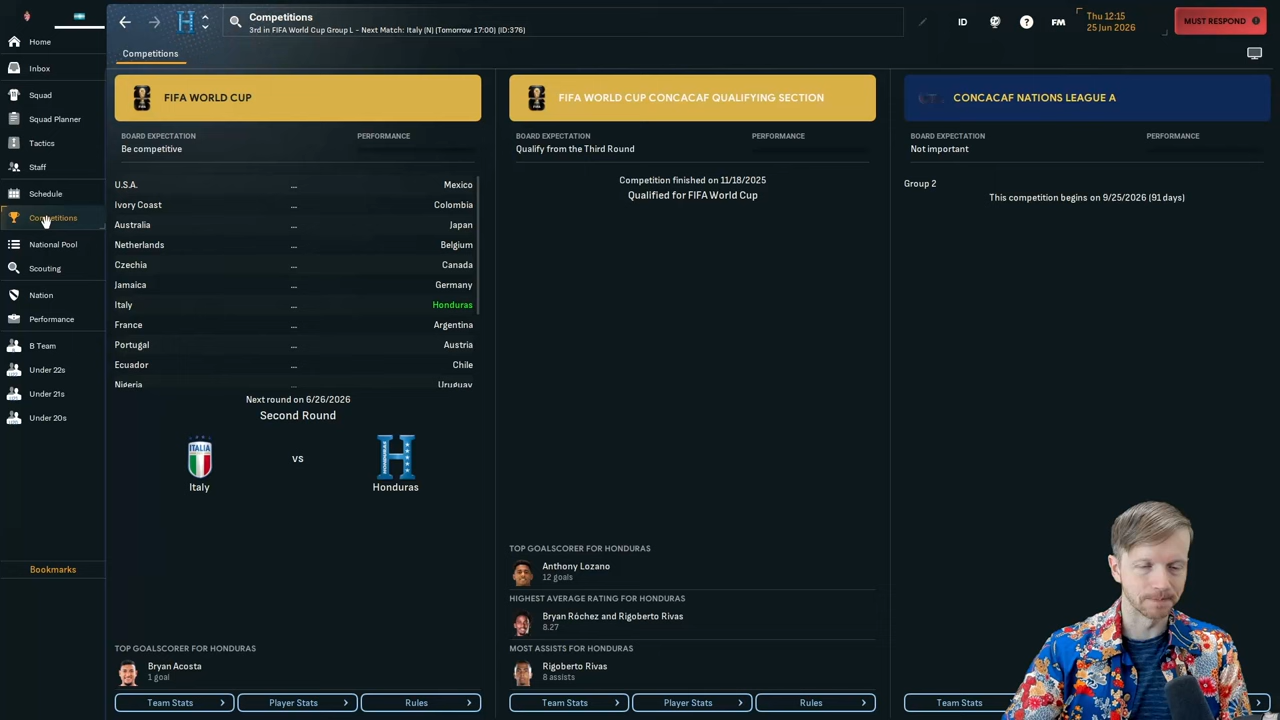 Competitions
3rd in FIFA World Cup Group L - Next Match: Italy (N) (Tomorrow 17:00) (ID:376)
ID
?
FM
Thu 12:15
25 Jun 2026
MUST RESPOND
Home
Inbox
Squad
Squad Planner
Tactics
Staff
Schedule
Competitions
National Pool
Scouting
Nation
Performance
B Team
Under 22s
Under 21s
Under 20s
Bookmarks
Competitions
FIFA WORLD CUP
BOARD EXPECTATION PERFORMANCE
Be competitive
U.S.A. ... Mexico
Ivory Coast ... Colombia
Australia ... Japan
Netherlands ... Belgium
Czechia ... Canada
Jamaica ... Germany
Italy ... Honduras
France ... Argentina
Portugal ... Austria
Ecuador ... Chile
Nigeria ... Uruguay
Next round on 6/26/2026
Second Round
ITALIA
H
HONDURAS
vs
Italy Honduras
TOP GOALSCORER FOR HONDURAS
Bryan Acosta
1 goal
Team Stats
Player Stats
Rules
FIFA WORLD CUP CONCACAF QUALIFYING SECTION
BOARD EXPECTATION PERFORMANCE
Qualify from the Third Round
Competition finished on 11/18/2025
Qualified for FIFA World Cup
TOP GOALSCORER FOR HONDURAS
Anthony Lozano
12 goals
HIGHEST AVERAGE RATING FOR HONDURAS
Bryan Róchez and Rigoberto Rivas
8.27
MOST ASSISTS FOR HONDURAS
Rigoberto Rivas
8 assists
Team Stats
Player Stats
Rules
CONCACAF NATIONS LEAGUE A
BOARD EXPECTATION PERFORMANCE
Not important
Group 2
This competition begins on 9/25/2026 (91 days)
Team Stats